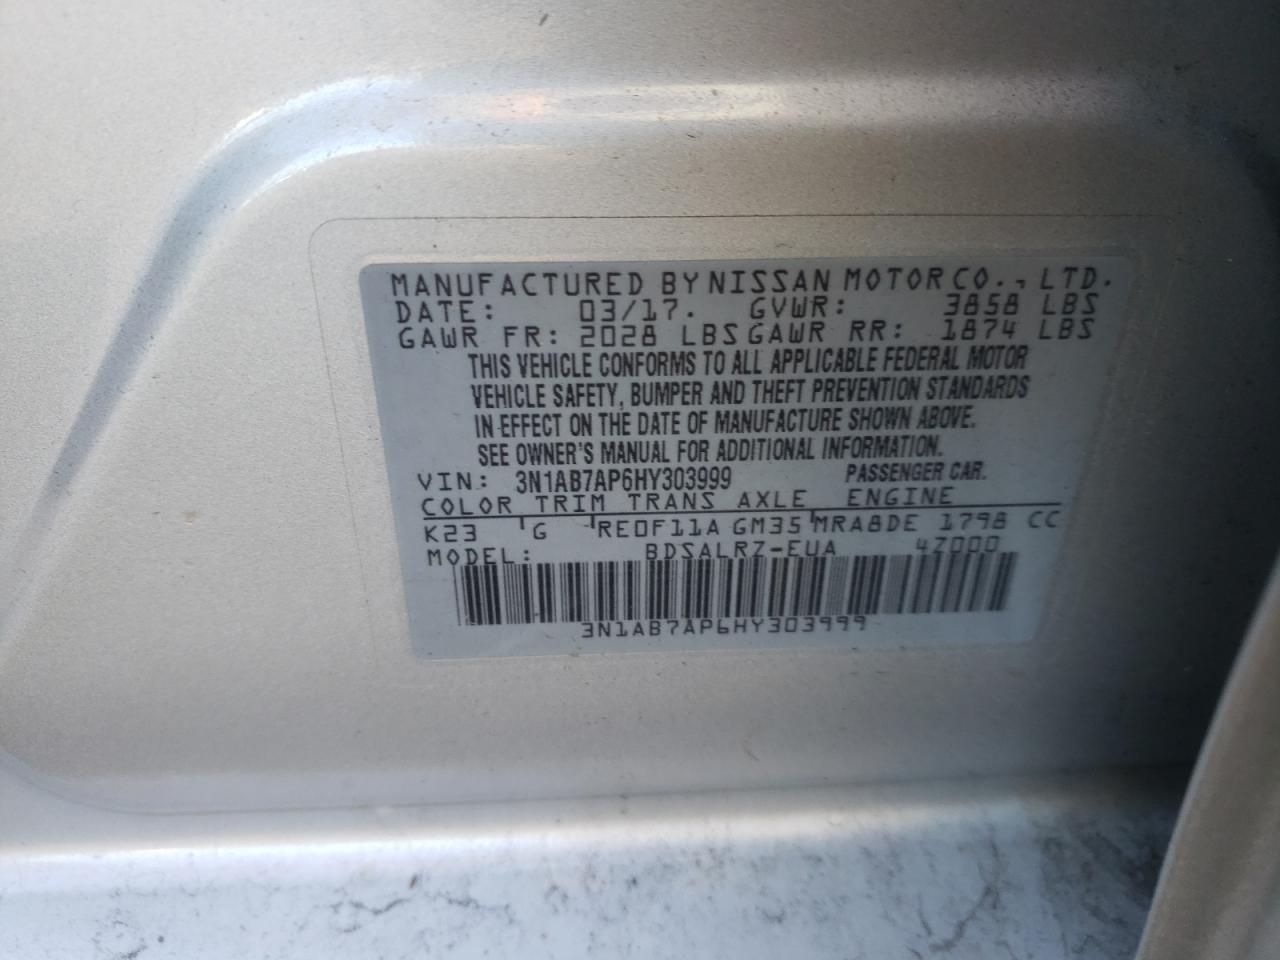 MANUFACTURED BY NISSAN MOTOR CO., LTD.
DATE: 03/17. GVWR: 3858 LBS
GAWR FR: 2028 LBS GAWR RR: 1874 LBS
THIS VEHICLE CONFORMS TO ALL APPLICABLE FEDERAL MOTOR
VEHICLE SAFETY, BUMPER AND THEFT PREVENTION STANDARDS
IN EFFECT ON THE DATE OF MANUFACTURE SHOWN ABOVE.
SEE OWNER'S MANUAL FOR ADDITIONAL INFORMATION.
VIN: 3N1AB7AP6HY303999 PASSENGER CAR.
COLOR TRIM TRANS AXLE ENGINE
K23 G RE0F11A GM35 MRA8DE 1798 CC
MODEL: BDSALRZ-EUA 4Z000
3N1AB7AP6HY303999